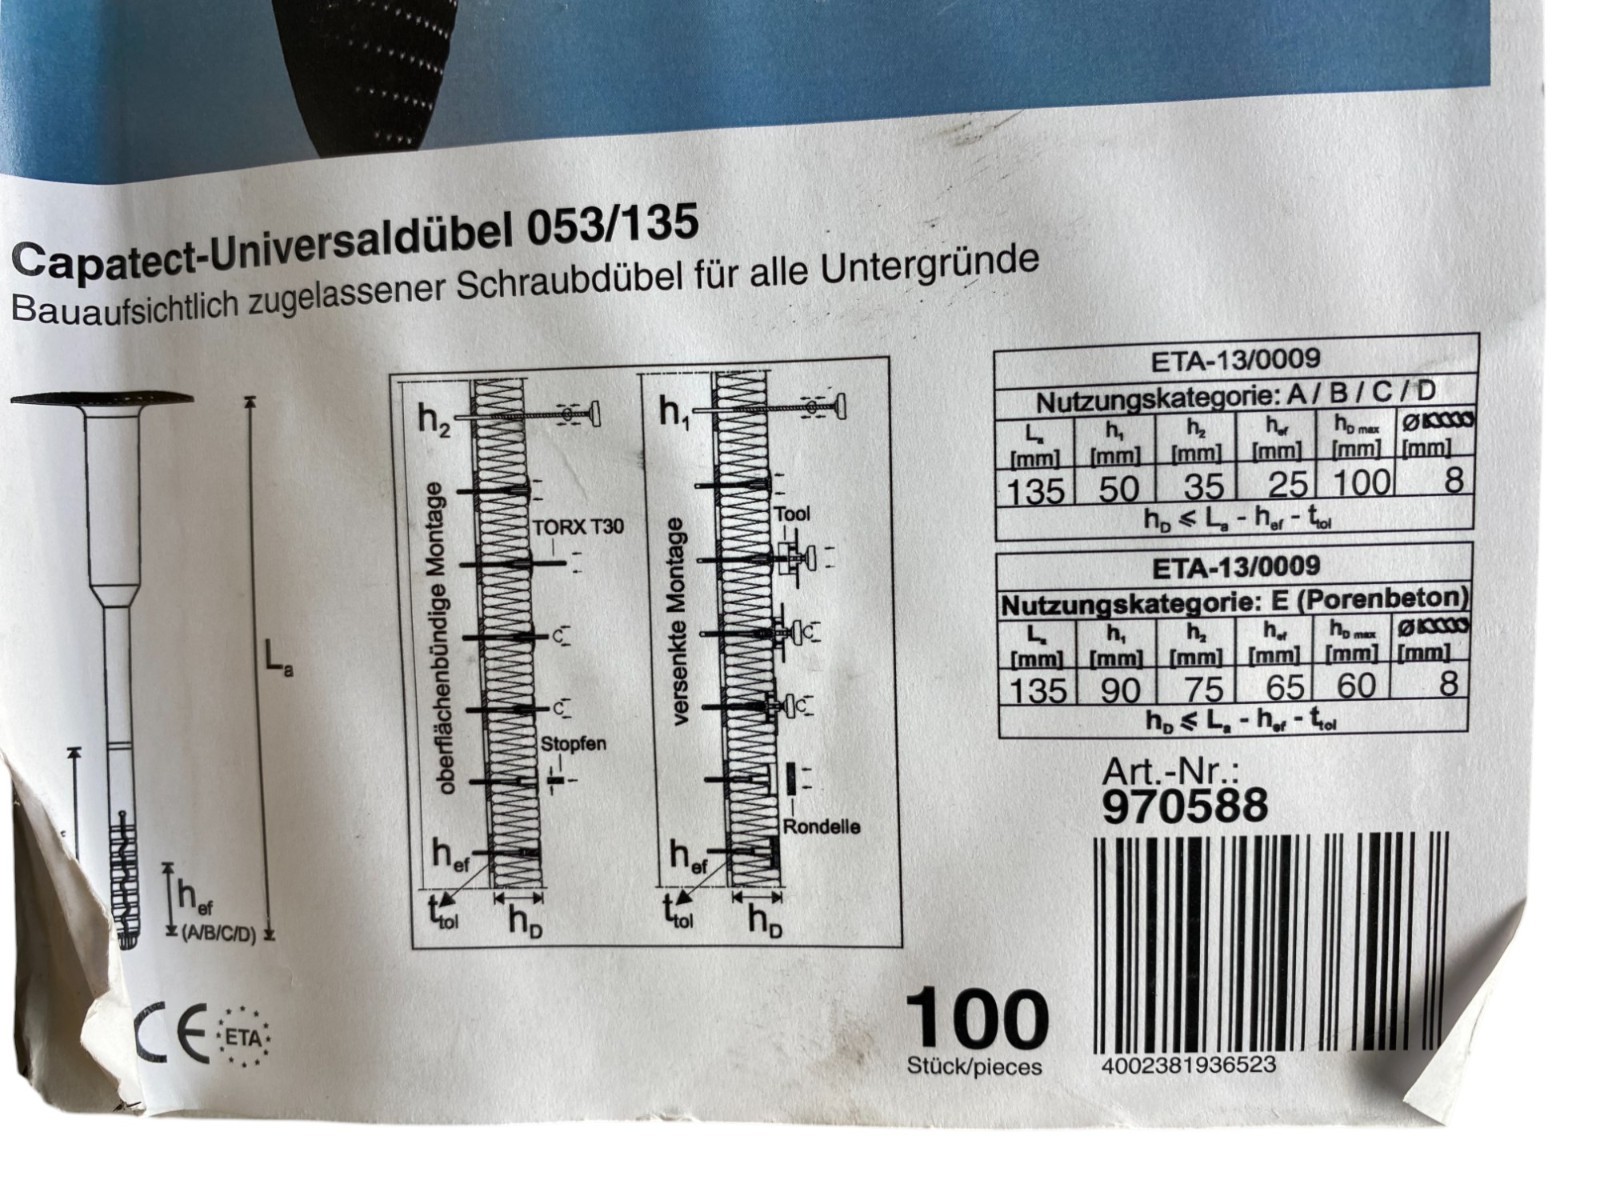 Capatect-Universaldübel 053/135
Bauaufsichtlich zugelassener Schraubdübel für alle Untergründe
La
hef
(A/B/C/D)
CE
ETA
oberflächenbündige Montage
h2
TORX T30
Stopfen
hef
ttol
hD
versenkte Montage
h1
Tool
Rondelle
hef
ttol
hD
ETA-13/0009
Nutzungskategorie: A / B / C / D
La h1 h2 hef hD max Ø
[mm] [mm] [mm] [mm] [mm] [mm]
135 50 35 25 100 8
hD ⩽ La - hef - ttol
ETA-13/0009
Nutzungskategorie: E (Porenbeton)
La h1 h2 hef hD max Ø
[mm] [mm] [mm] [mm] [mm] [mm]
135 90 75 65 60 8
hD ⩽ La - hef - ttol
Art.-Nr.:
970588
100
Stück/pieces
4002381936523